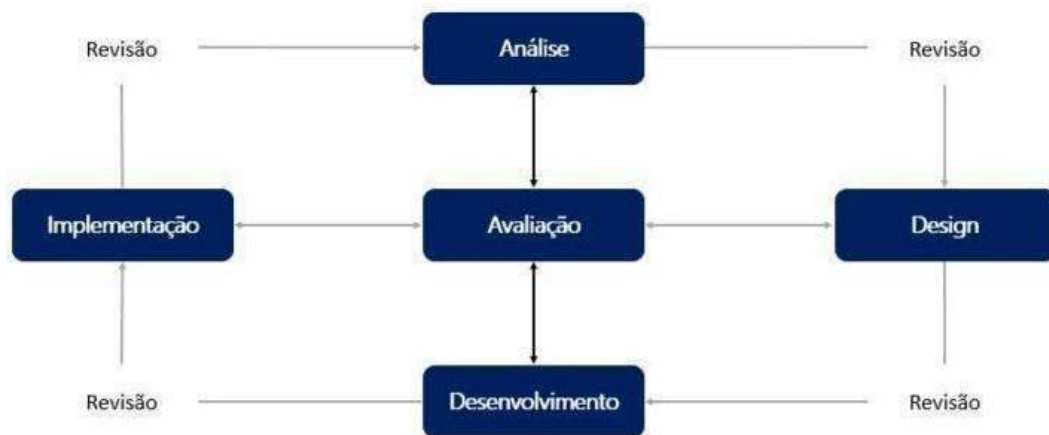 Revisão
Análise
Revisão
Implementação
Avaliação
Design
Revisão
Desenvolvimento
Revisão